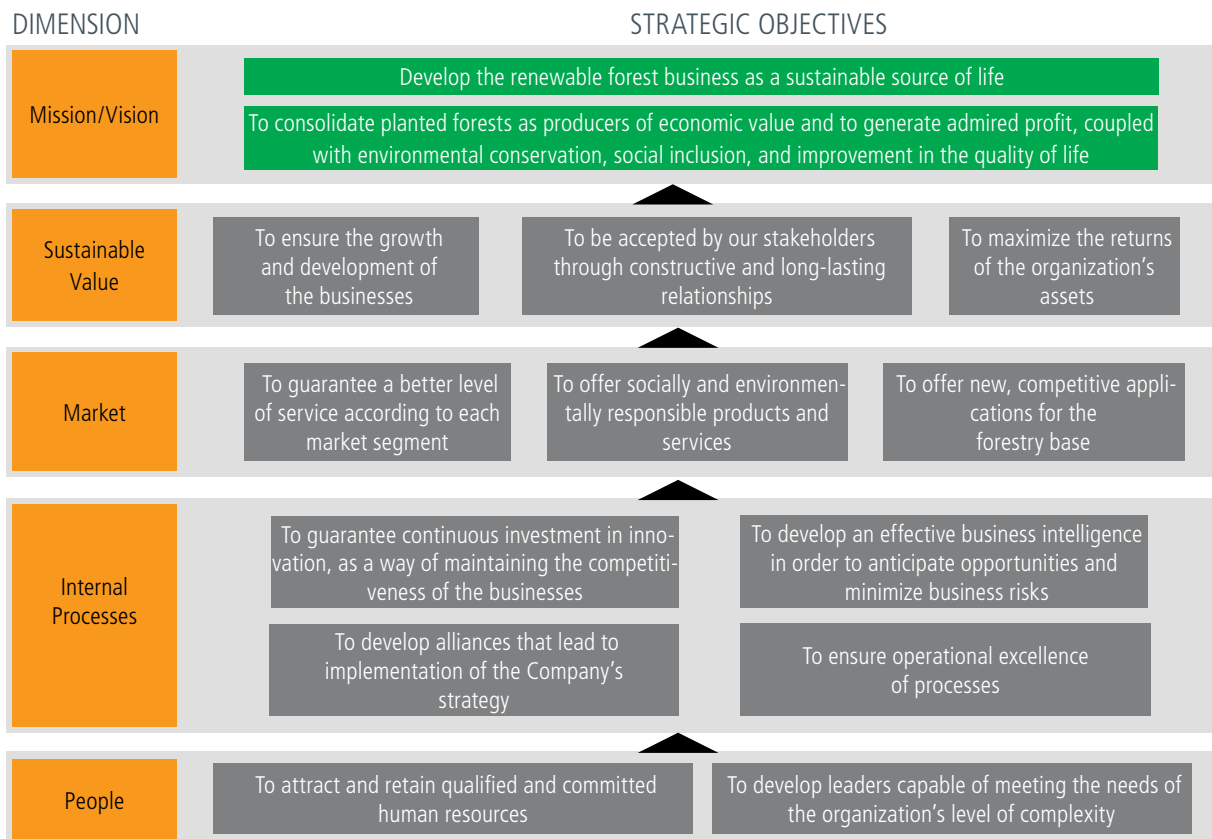 DIMENSION
STRATEGIC OBJECTIVES
Mission/Vision
Develop the renewable forest business as a sustainable source of life
To consolidate planted forests as producers of economic value and to generate admired profit, coupled
with environmental conservation, social inclusion, and improvement in the quality of life
Sustainable
Value
To ensure the growth
and development of
the businesses
To be accepted by our stakeholders
through constructive and long-lasting
relationships
To maximize the returns
of the organization's
assets
Market
To guarantee a better level
of service according to each
market segment
To offer socially and environmen-
tally responsible products and
services
To offer new, competitive appli-
cations for the
forestry base
Internal
Processes
To guarantee continuous investment in inno-
vation, as a way of maintaining the competiti-
veness of the businesses
To develop an effective business intelligence
in order to anticipate opportunities and
minimize business risks
To develop alliances that lead to
implementation of the Company's
strategy
To ensure operational excellence
of processes
People
To attract and retain qualified and committed
human resources
To develop leaders capable of meeting the needs of
the organization's level of complexity